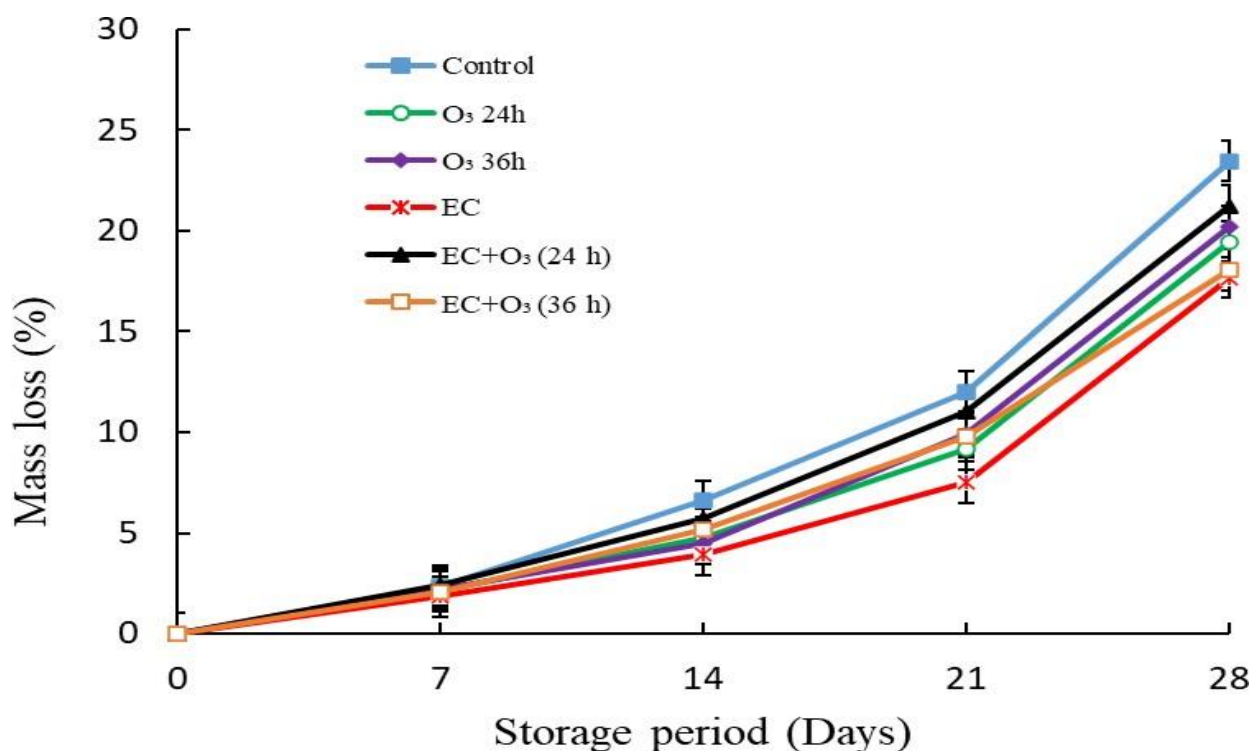 30
25
20
15
10
5
0
Mass loss (%)
Control
O₃ 24h
O₃ 36h
EC
EC+O₃ (24 h)
EC+O₃ (36 h)
0 7 14 21 28
Storage period (Days)